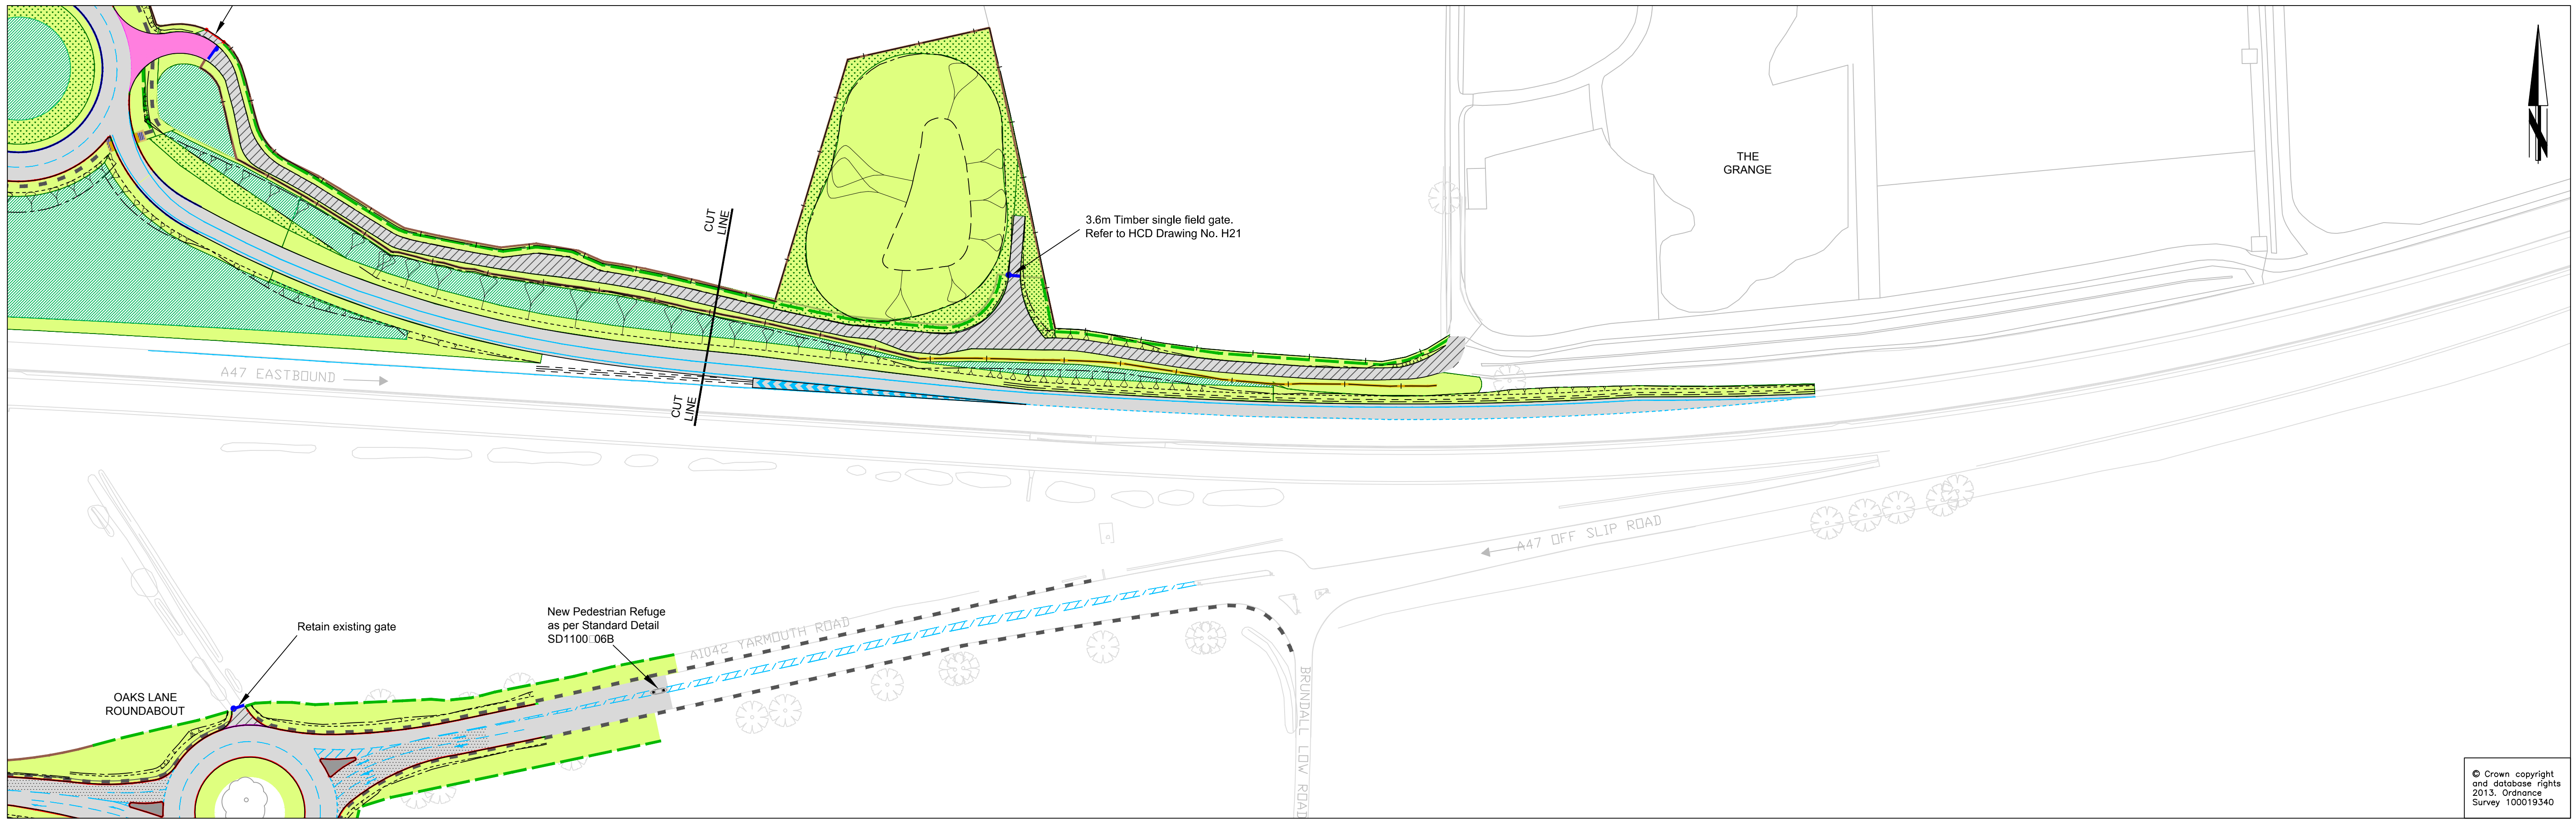 THE
GRANGE
N
CUT
LINE
3.6m Timber single field gate.
Refer to HCD Drawing No. H21
A47 EASTBOUND
CUT
LINE
A47 OFF SLIP ROAD
New Pedestrian Refuge
as per Standard Detail
SD1100□06B
Retain existing gate
A1042 YARMOUTH ROAD
OAKS LANE
ROUNDABOUT
BRUNDALL LOW ROAD
© Crown copyright
and database rights
2013. Ordnance
Survey 100019340